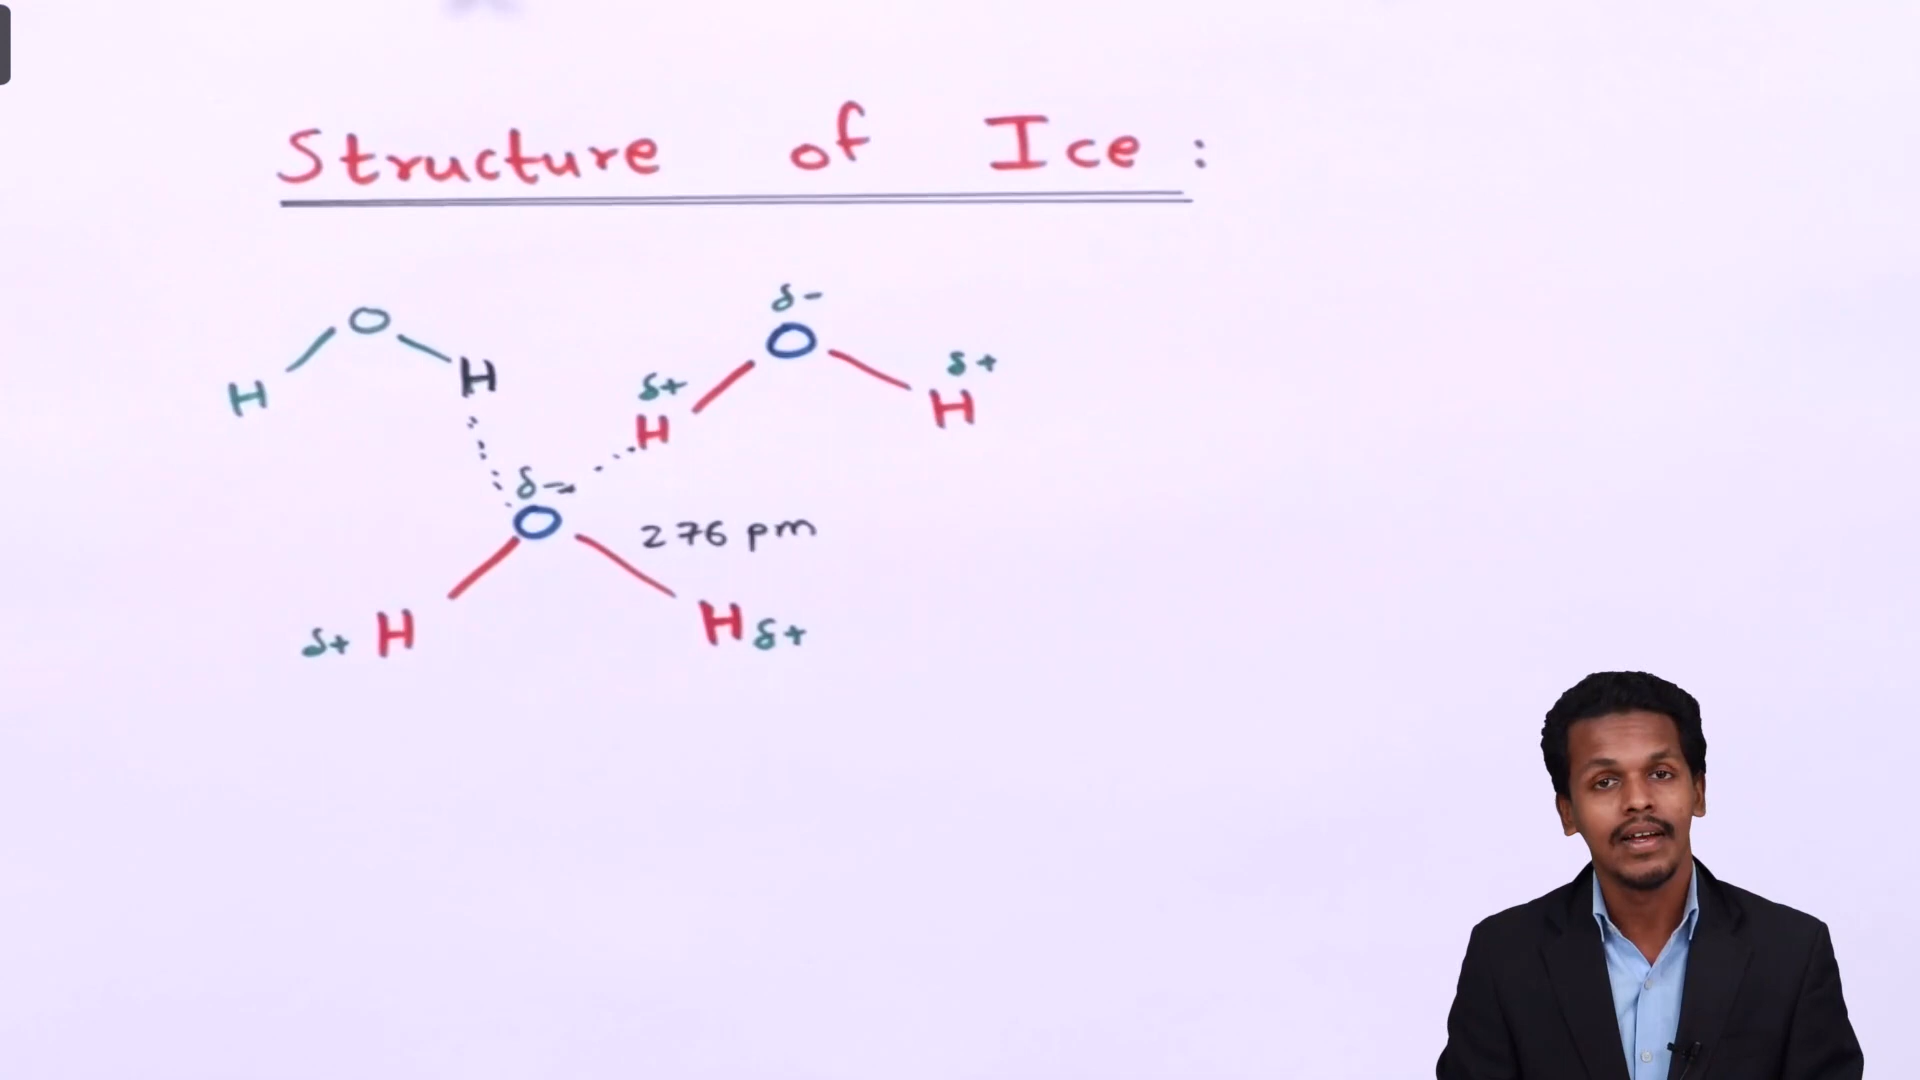 Structure of Ice :
δ-
O
O
δ+
H
δ+
H
H
H
δ-
O
276 pm
δ+ H
H δ+